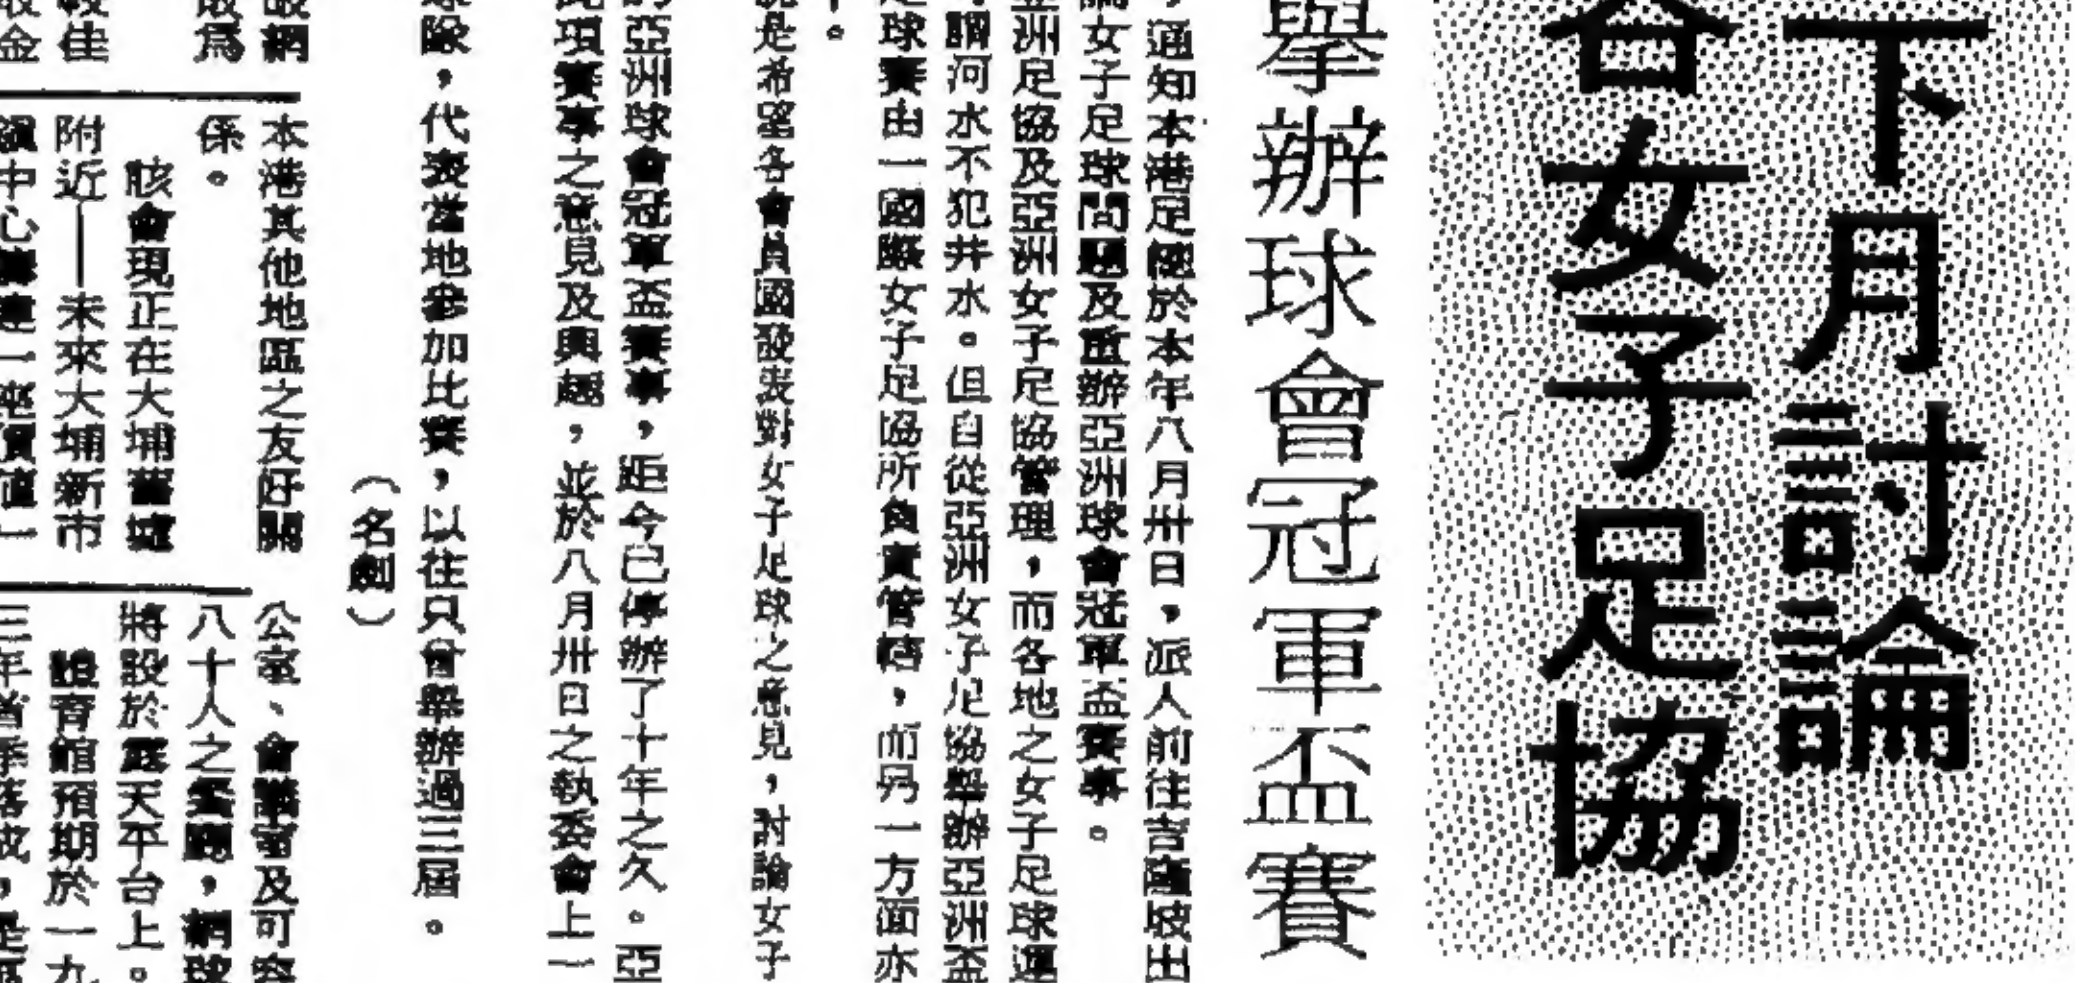 下月討論
女子足協
舉辦球會冠軍盃賽
，通知本港足總於本年八月卅日，派人前往吉隆坡出
論女子足球問題及重辦亞洲球會冠軍盃賽事。
亞洲足協及亞洲女子足協管理，而各地之女子足球運
謂河水不犯井水。但自從亞洲女子足協舉辦亞洲盃
足球賽由一國際女子足協所負責管轄，而另一方面亦
。
就是希望各會員國發表對女子足球之意見，討論女子
的亞洲球會冠軍盃賽事，距今已停辦了十年之久。亞
此項賽事之意見及興趣，並於八月卅日之執委會上一
球隊，代表當地參加比賽，以往只會舉辦過三屆。
（名劍）
敢為
較佳
取金
本港其他地區之友好關
係。
該會現正在大埔舊墟
附近——未來大埔新市
鎮中心興建一座價值一
公室、會議室及可容
八十人之餐廳，網球
將設於露天平台上。
體育館預期於一九